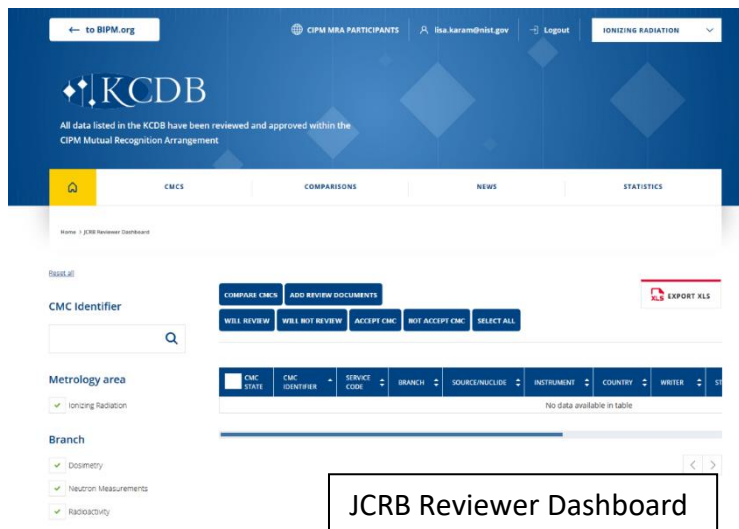 ← to BIPM.org
CIPM MRA PARTICIPANTS
lisa.karam@nist.gov
Logout
IONIZING RADIATION
KCDB
All data listed in the KCDB have been reviewed and approved within the
CIPM Mutual Recognition Arrangement
CMCS
COMPARISONS
NEWS
STATISTICS
Home > JCRB Reviewer Dashboard
Reset all
CMC Identifier
COMPARE CMCS
ADD REVIEW DOCUMENTS
XLS EXPORT XLS
WILL REVIEW
WILL NOT REVIEW
ACCEPT CMC
NOT ACCEPT CMC
SELECT ALL
Metrology area
Ionizing Radiation
CMC STATE
CMC IDENTIFIER
SERVICE CODE
BRANCH
SOURCE/NUCLIDE
INSTRUMENT
COUNTRY
WRITER
ST
No data available in table
Branch
Dosimetry
Neutron Measurements
Radioactivity
JCRB Reviewer Dashboard